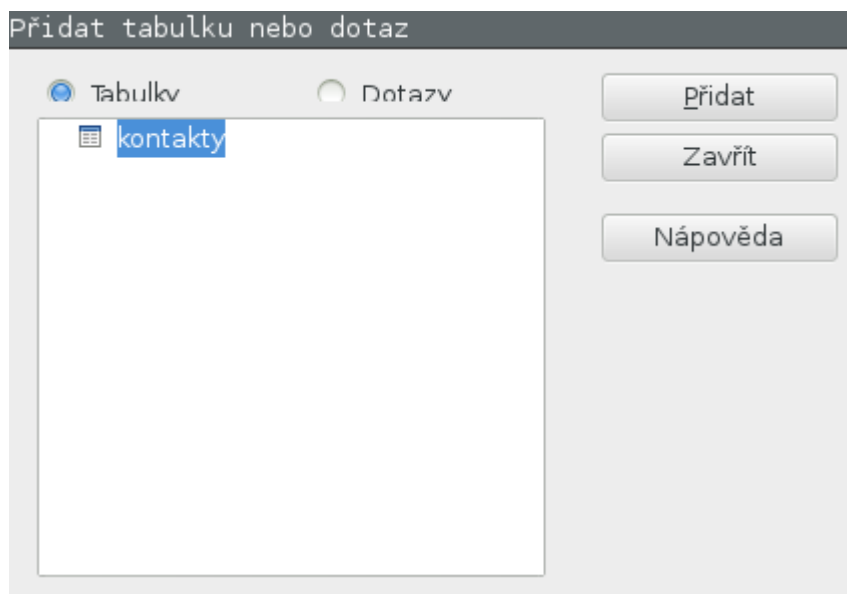 Přidat tabulku nebo dotaz
Tabulky Dotazy
Přidat
kontakty
Zavřít
Nápověda